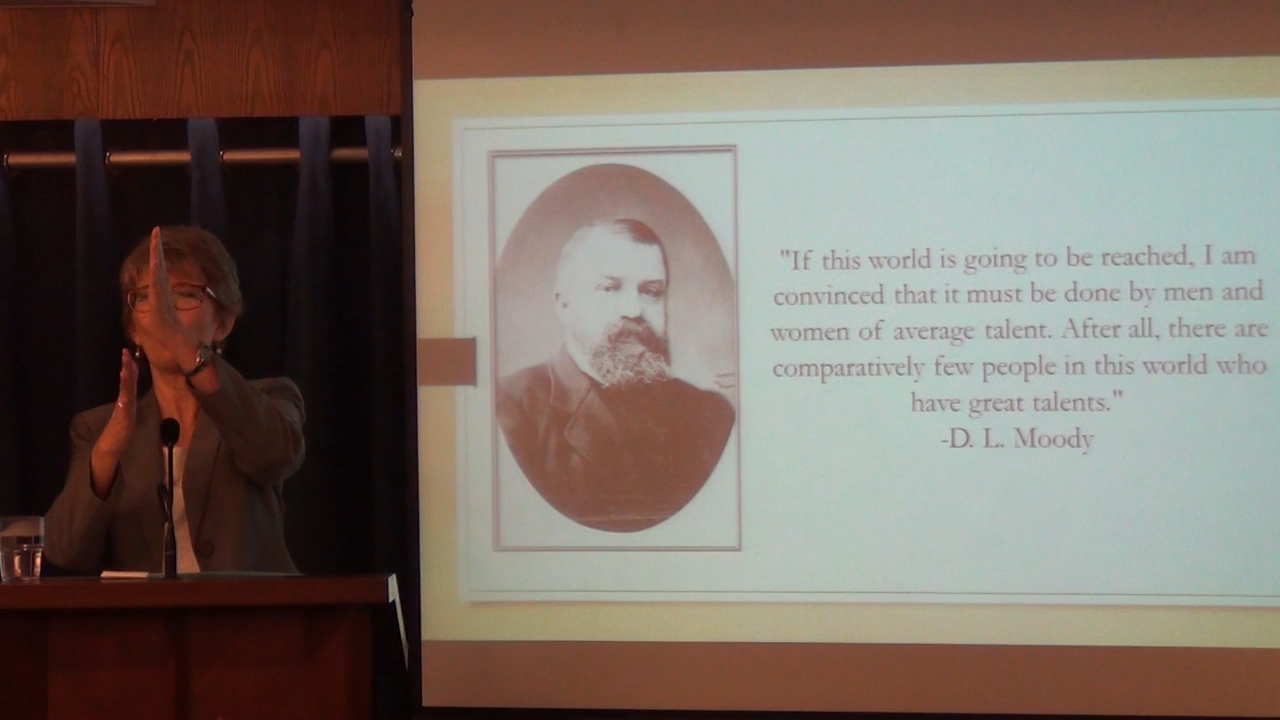 "If this world is going to be reached, I am
convinced that it must be done by men and
women of average talent. After all, there are
comparatively few people in this world who
have great talents."
-D. L. Moody